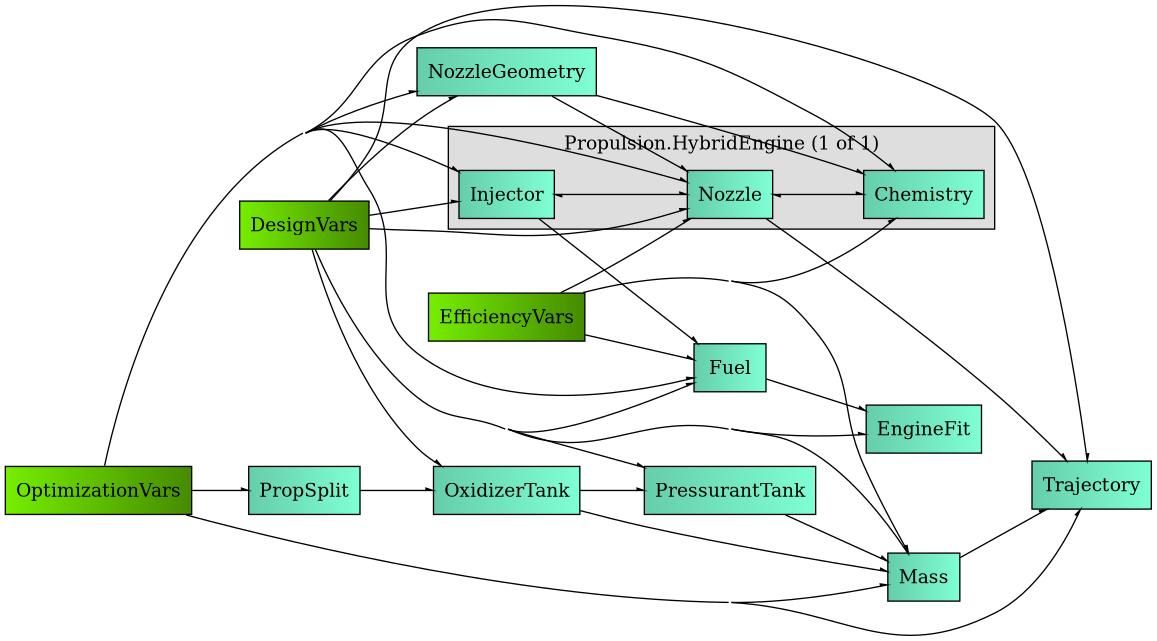 NozzleGeometry
Propulsion.HybridEngine (1 of 1)
Injector
Nozzle
Chemistry
DesignVars
EfficiencyVars
Fuel
EngineFit
OptimizationVars
PropSplit
OxidizerTank
PressurantTank
Trajectory
Mass